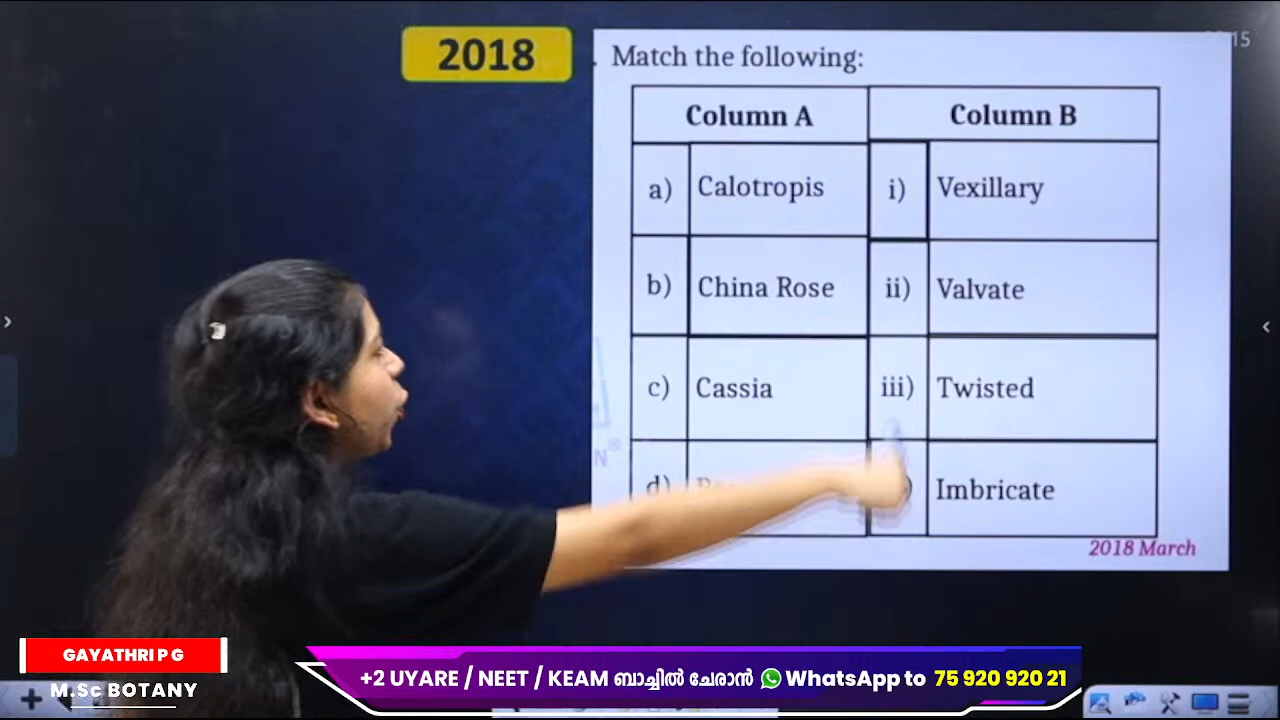 2018
15
Match the following:
Column A Column B
a) Calotropis i) Vexillary
b) China Rose ii) Valvate
c) Cassia iii) Twisted
d) Imbricate
2018 March
GAYATHRI P G
M.Sc BOTANY
+2 UYARE / NEET / KEAM ബാച്ചിൽ ചേരാൻ WhatsApp to 75 920 920 21